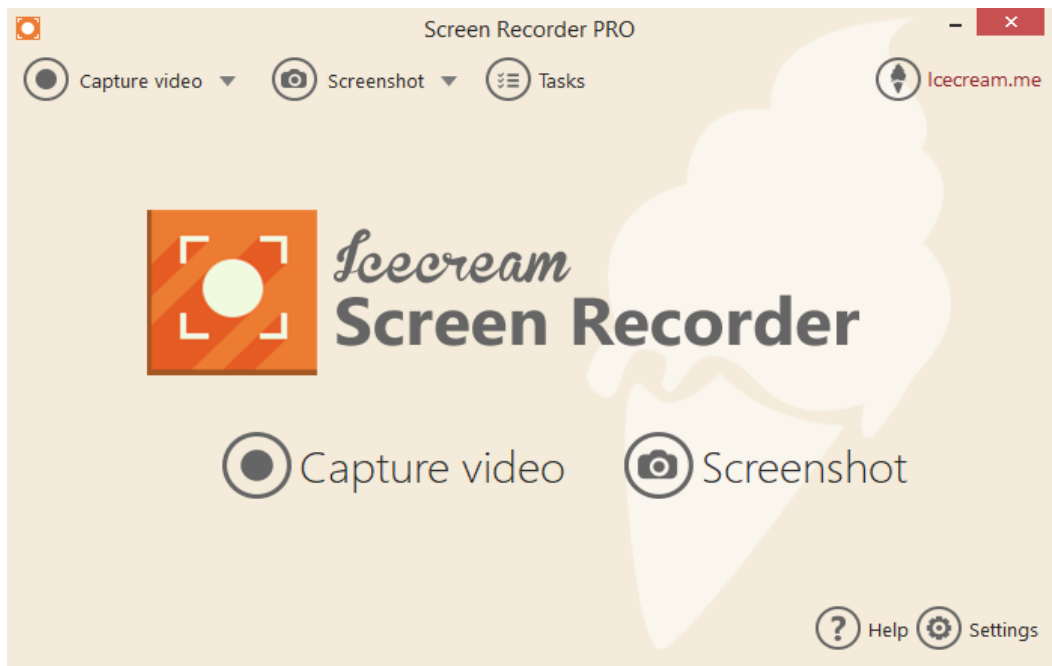 Screen Recorder PRO
Capture video Screenshot Tasks Icecream.me
Icecream
Screen Recorder
Capture video Screenshot
? Help Settings